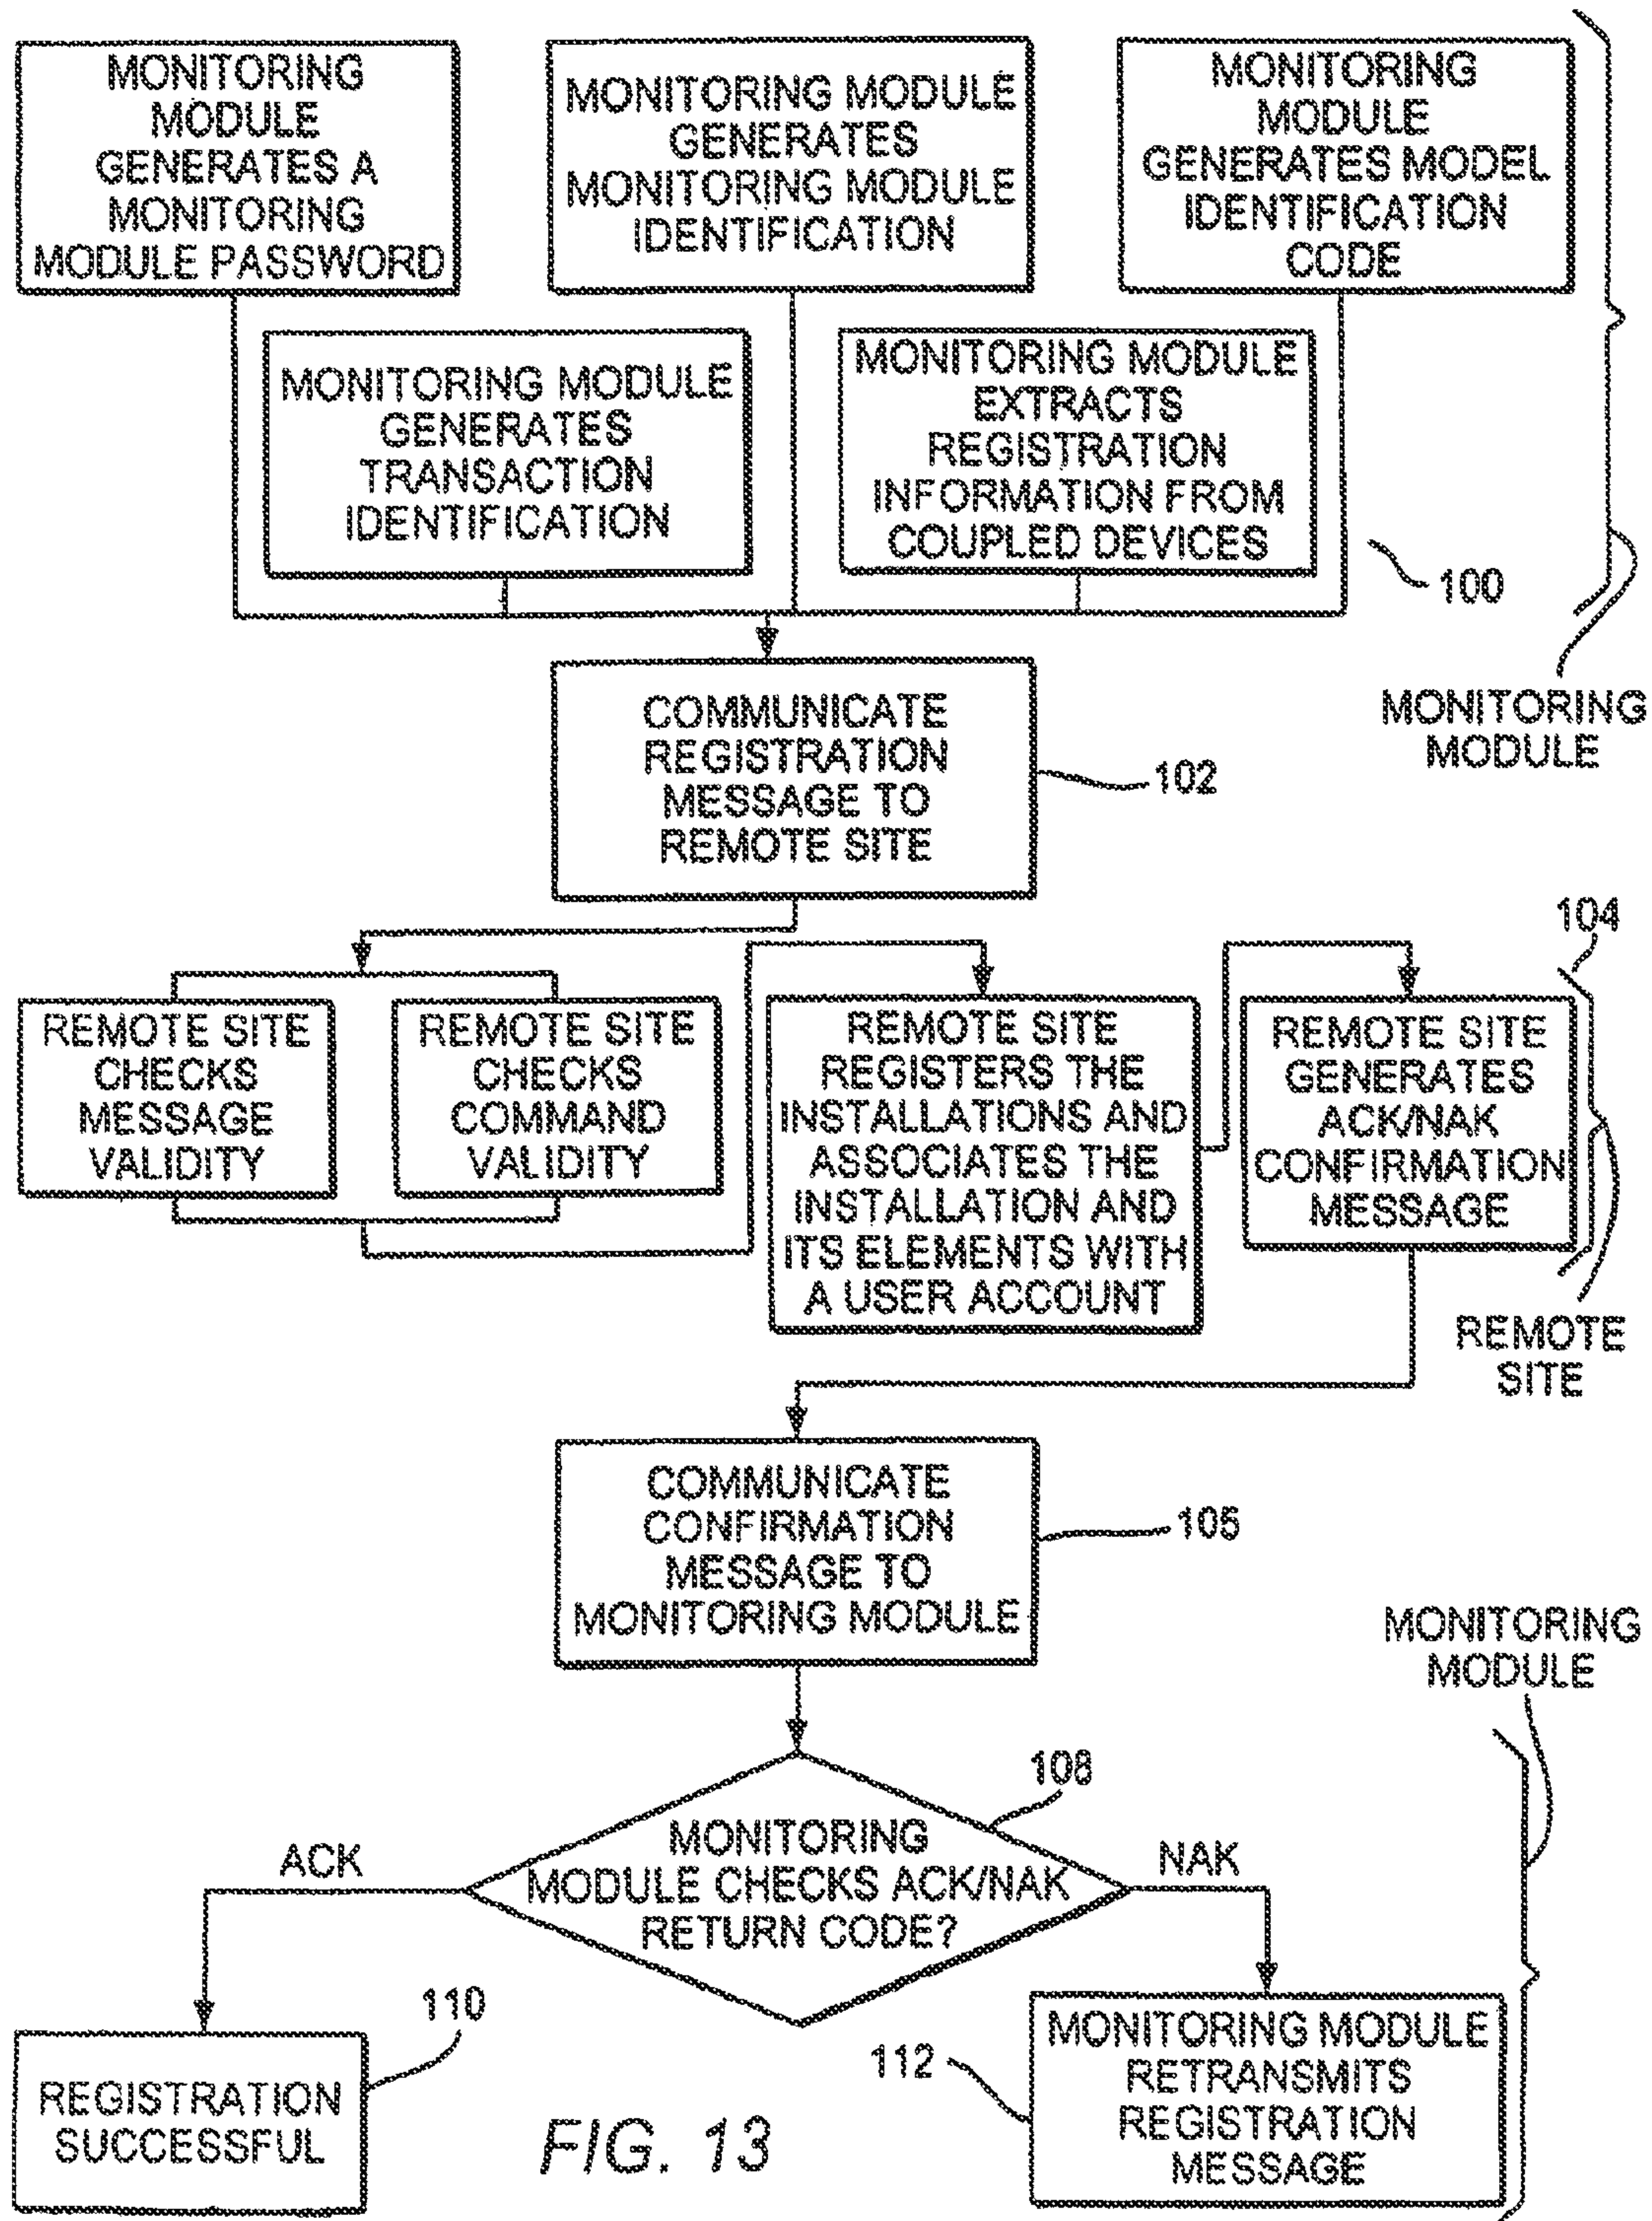 MONITORING
MODULE
GENERATES A
MONITORING
MODULE PASSWORD
MONITORING MODULE
GENERATES
MONITORING MODULE
IDENTIFICATION
MONITORING
MODULE
GENERATES MODEL
IDENTIFICATION
CODE
MONITORING MODULE
GENERATES
TRANSACTION
IDENTIFICATION
MONITORING MODULE
EXTRACTS
REGISTRATION
INFORMATION FROM
COUPLED DEVICES
100
MONITORING
MODULE
COMMUNICATE
REGISTRATION
MESSAGE TO
REMOTE SITE
102
104
REMOTE SITE
CHECKS
MESSAGE
VALIDITY
REMOTE SITE
CHECKS
COMMAND
VALIDITY
REMOTE SITE
REGISTERS THE
INSTALLATIONS AND
ASSOCIATES THE
INSTALLATION AND
ITS ELEMENTS WITH
A USER ACCOUNT
REMOTE SITE
GENERATES
ACK/NAK
CONFIRMATION
MESSAGE
REMOTE
SITE
COMMUNICATE
CONFIRMATION
MESSAGE TO
MONITORING MODULE
105
MONITORING
MODULE
108
MONITORING
MODULE CHECKS ACK/NAK
RETURN CODE?
ACK
NAK
110
REGISTRATION
SUCCESSFUL
112
MONITORING MODULE
RETRANSMITS
REGISTRATION
MESSAGE
FIG. 13